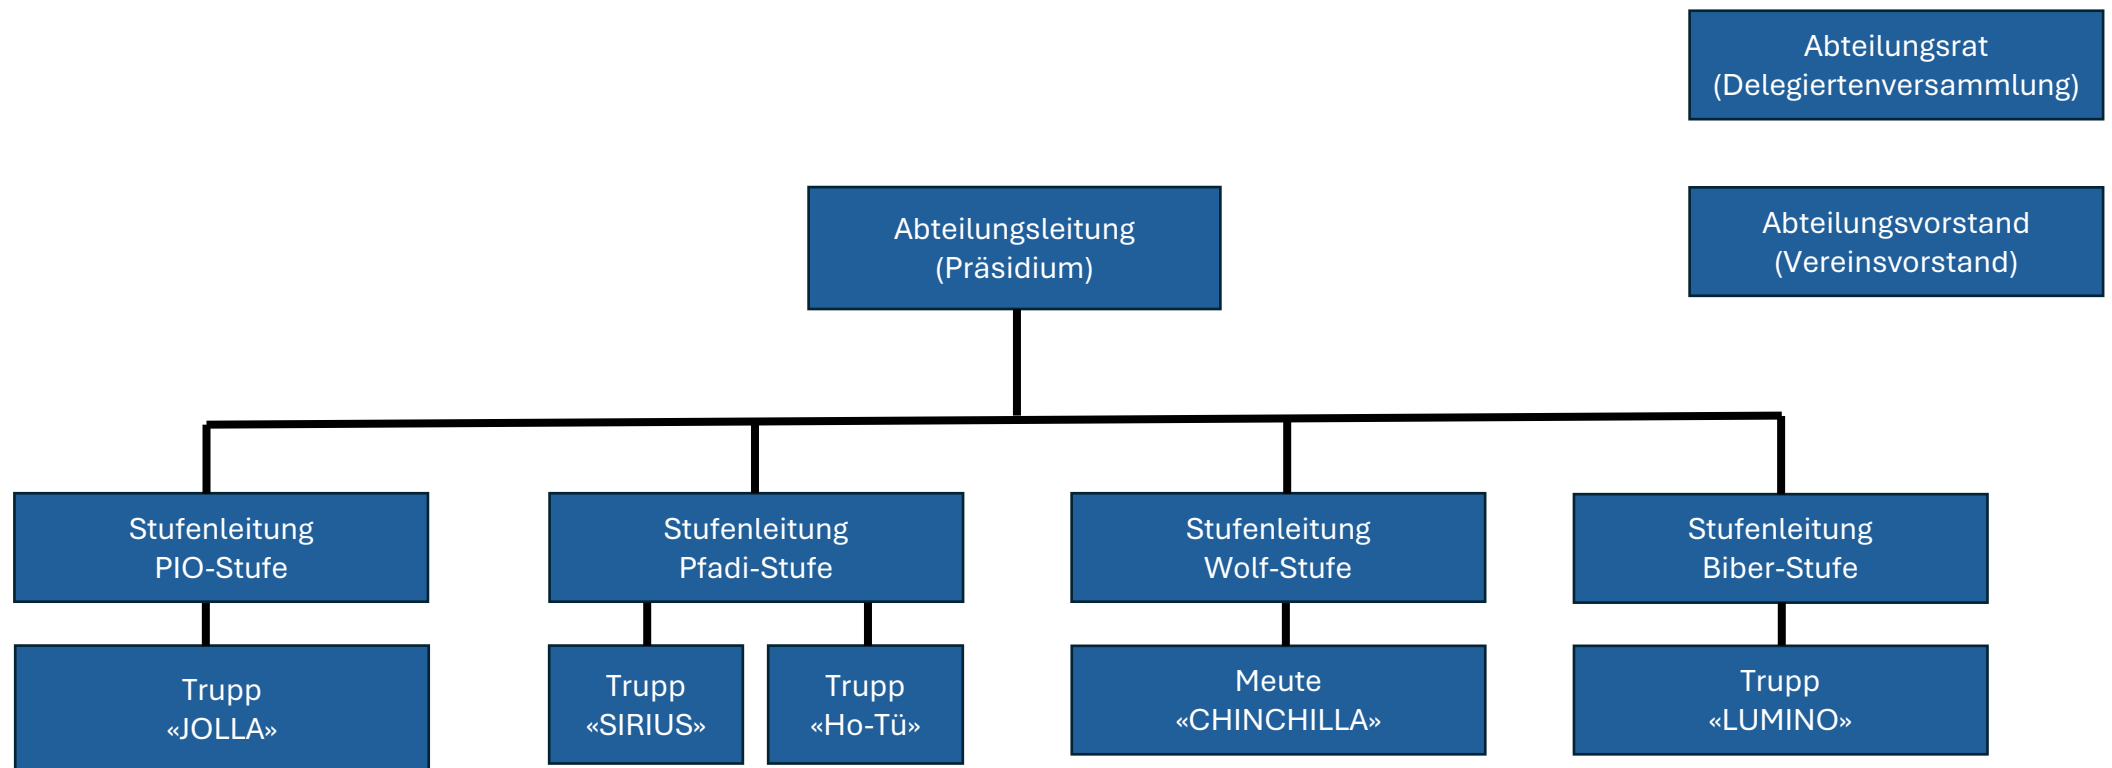 Abteilungsrat
(Delegiertenversammlung)
Abteilungsleitung
(Präsidium)
Abteilungsvorstand
(Vereinsvorstand)
Stufenleitung
PIO-Stufe
Stufenleitung
Pfadi-Stufe
Stufenleitung
Wolf-Stufe
Stufenleitung
Biber-Stufe
Trupp
«JOLLA»
Trupp
«SIRIUS»
Trupp
«Ho-Tü»
Meute
«CHINCHILLA»
Trupp
«LUMINO»